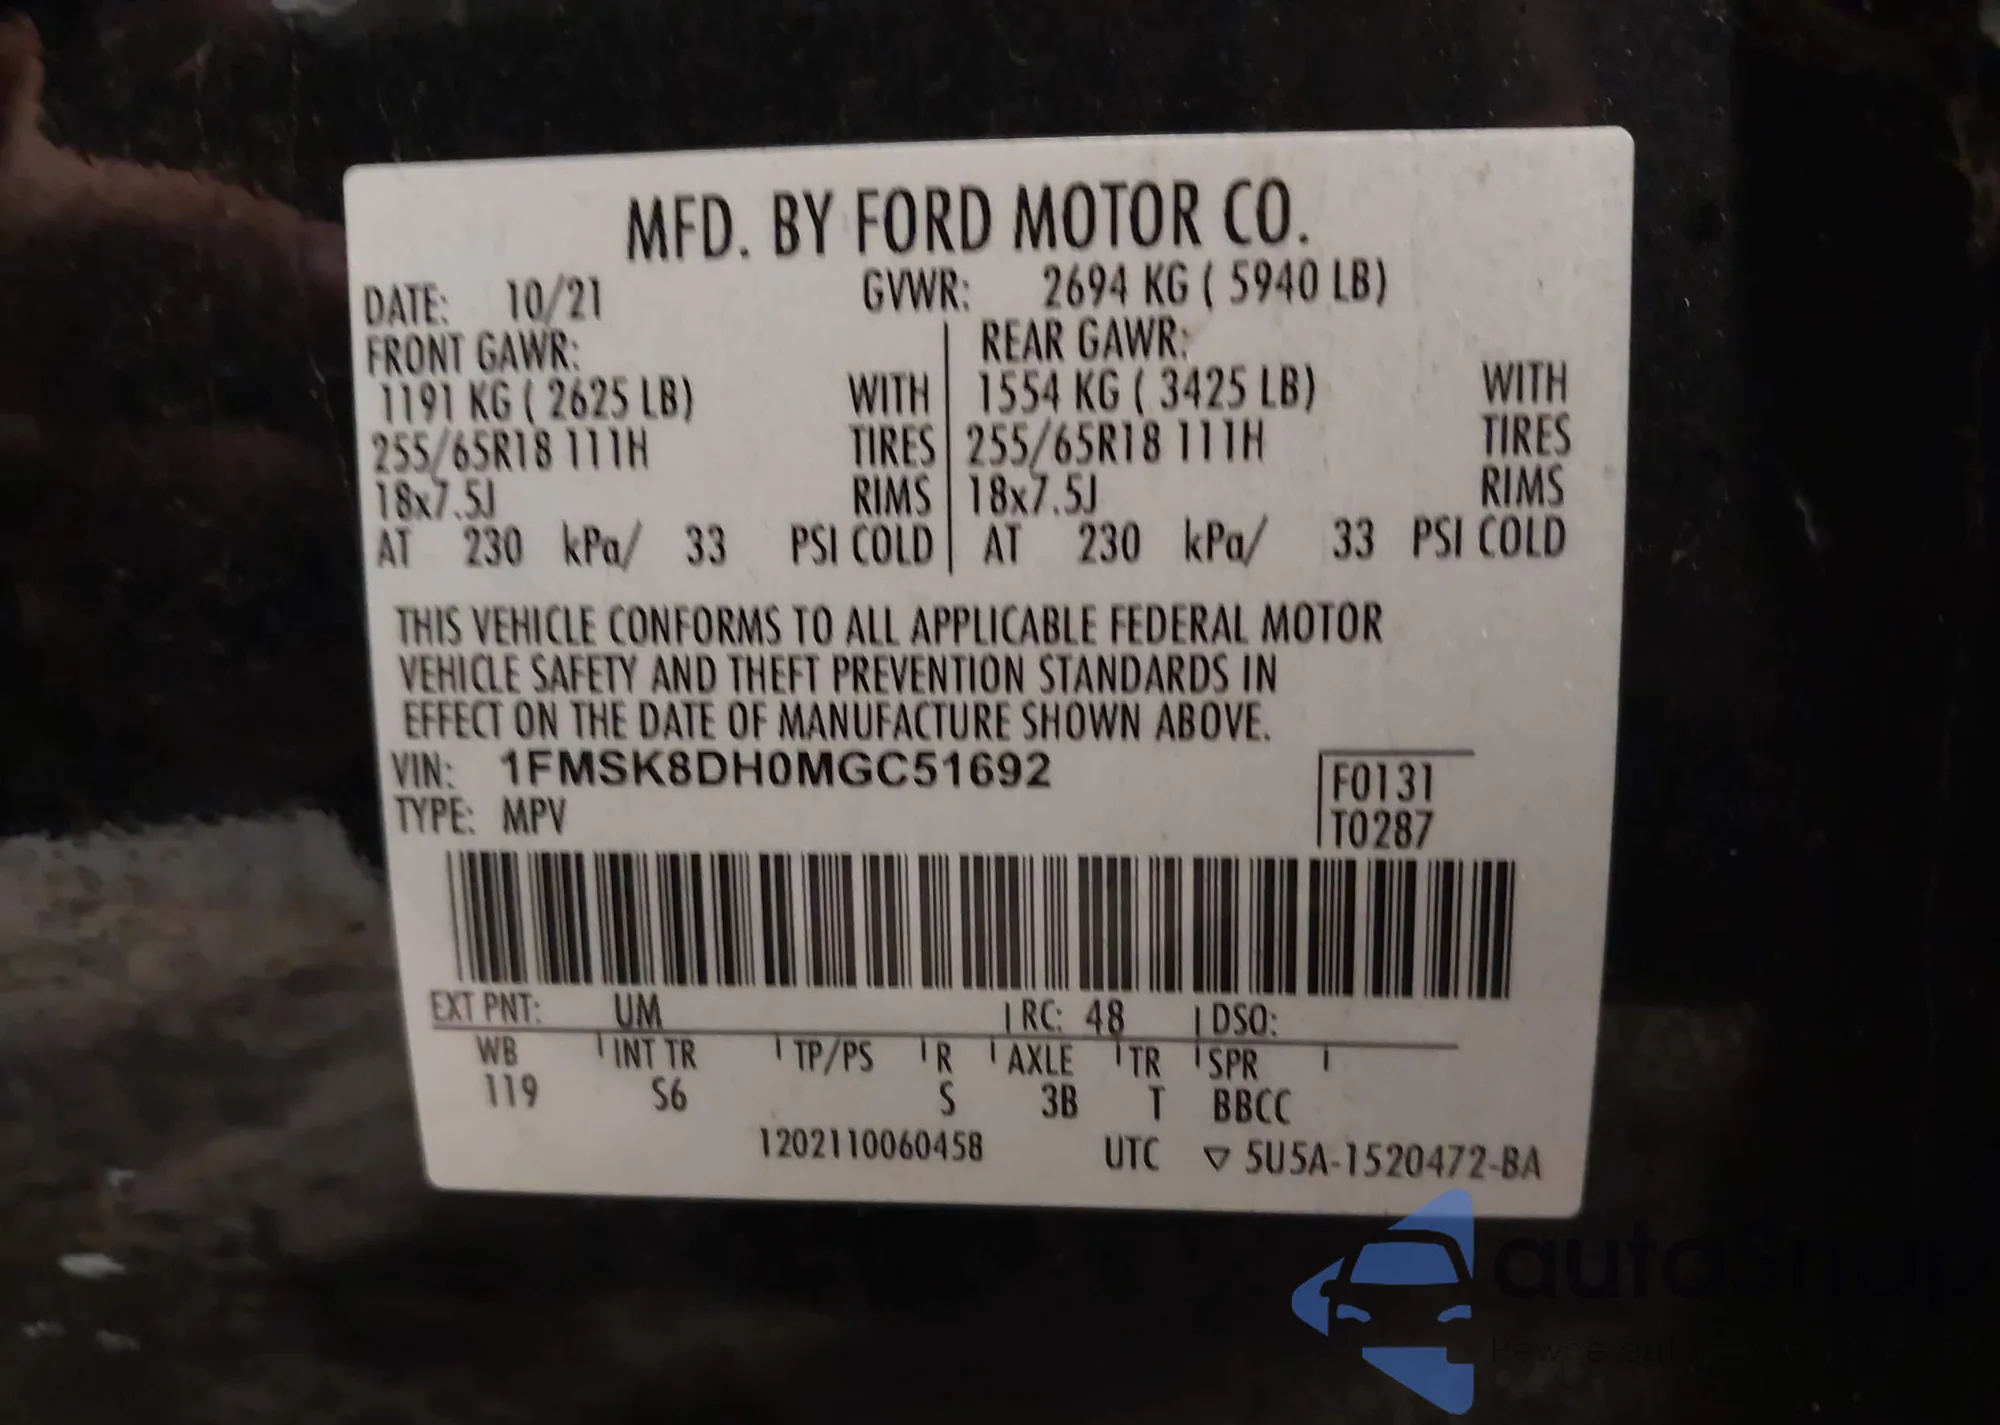 MFD. BY FORD MOTOR CO.
DATE: 10/21 GVWR: 2694 KG ( 5940 LB)
FRONT GAWR: REAR GAWR:
1191 KG ( 2625 LB) WITH 1554 KG ( 3425 LB) WITH
255/65R18 111H TIRES 255/65R18 111H TIRES
18x7.5J RIMS 18x7.5J RIMS
AT 230 kPa/ 33 PSI COLD AT 230 kPa/ 33 PSI COLD
THIS VEHICLE CONFORMS TO ALL APPLICABLE FEDERAL MOTOR
VEHICLE SAFETY AND THEFT PREVENTION STANDARDS IN
EFFECT ON THE DATE OF MANUFACTURE SHOWN ABOVE.
VIN: 1FMSK8DH0MGC51692 F0131
TYPE: MPV T0287
EXT PNT: UM RC: 48 DSO:
WB INT TR TP/PS R AXLE TR SPR
119 S6 S 3B T BBCC
1202110060458 UTC ▽ 5U5A-1520472-BA
autoSnap